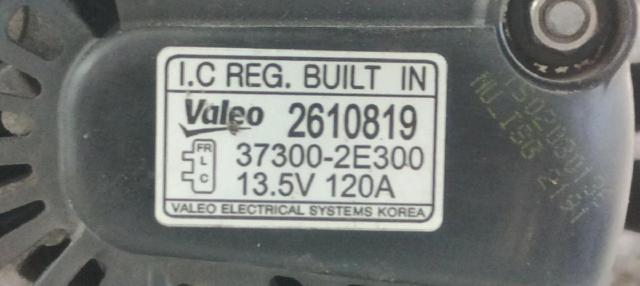 I.C REG. BUILT IN
Valeo 2610819
FR
L
C
37300-2E300
13.5V 120A
VALEO ELECTRICAL SYSTEMS KOREA